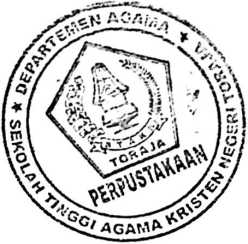 DEPARTEMEN AGAMA
SEKOLAH TINGGI AGAMA KRISTEN NEGERI TORAJA
TORAJA
PERPUSTAKAAN